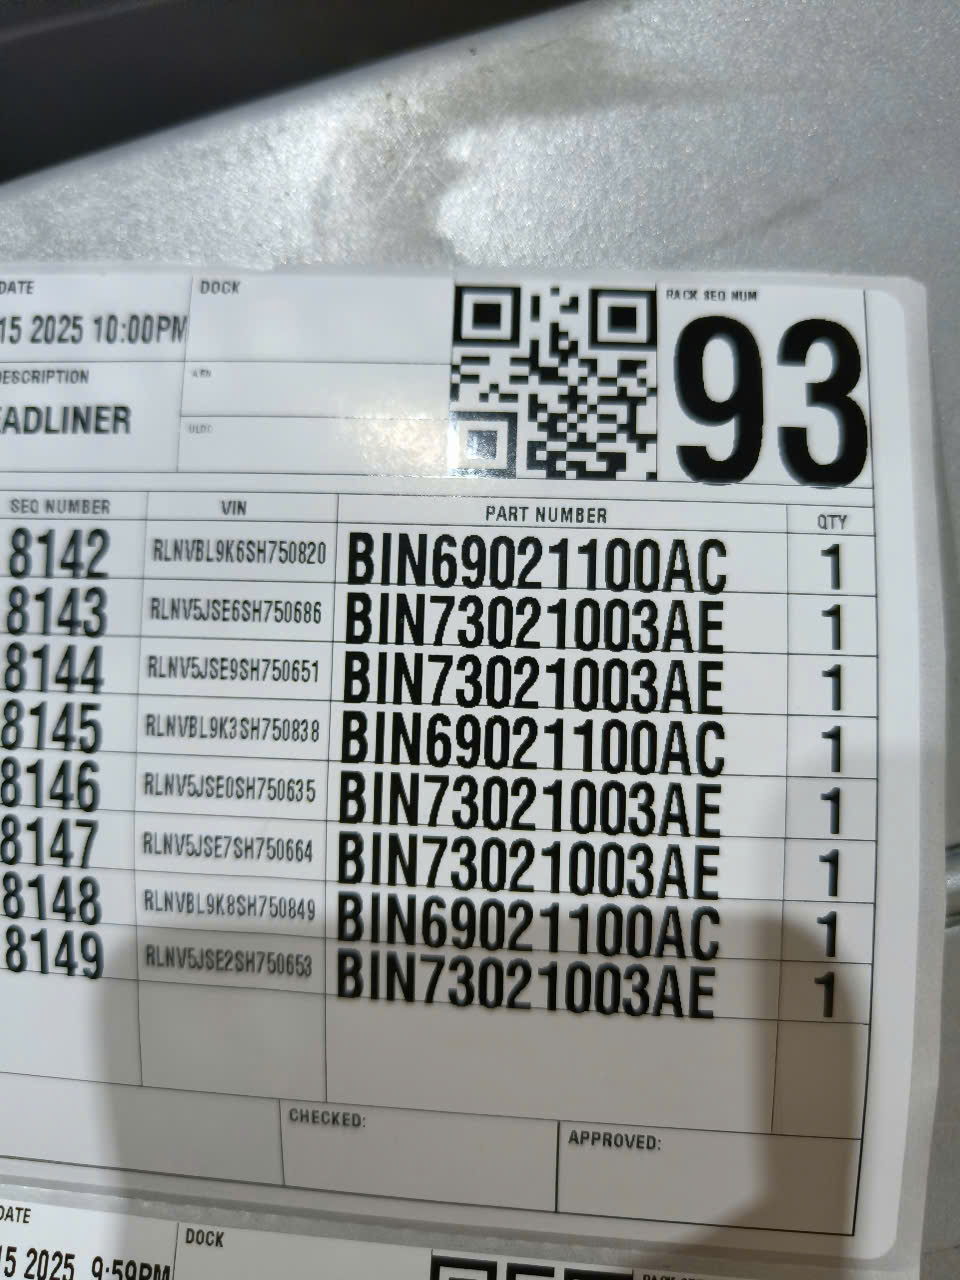 DATE DOCK PACK SEQ NUM
15 2025 10:00PM 93
DESCRIPTION
EADLINER
SEQ NUMBER VIN PART NUMBER QTY
8142 RLNVBL9K6SH750820 BIN69021100AC 1
8143 RLNV5JSE6SH750686 BIN73021003AE 1
8144 RLNV5JSE9SH750651 BIN73021003AE 1
8145 RLNVBL9K3SH750838 BIN69021100AC 1
8146 RLNV5JSE0SH750635 BIN73021003AE 1
8147 RLNV5JSE7SH750664 BIN73021003AE 1
8148 RLNVBL9K8SH750849 BIN69021100AC 1
8149 RLNV5JSE2SH750653 BIN73021003AE 1
CHECKED: APPROVED:
DATE DOCK
15 2025 9:59PM